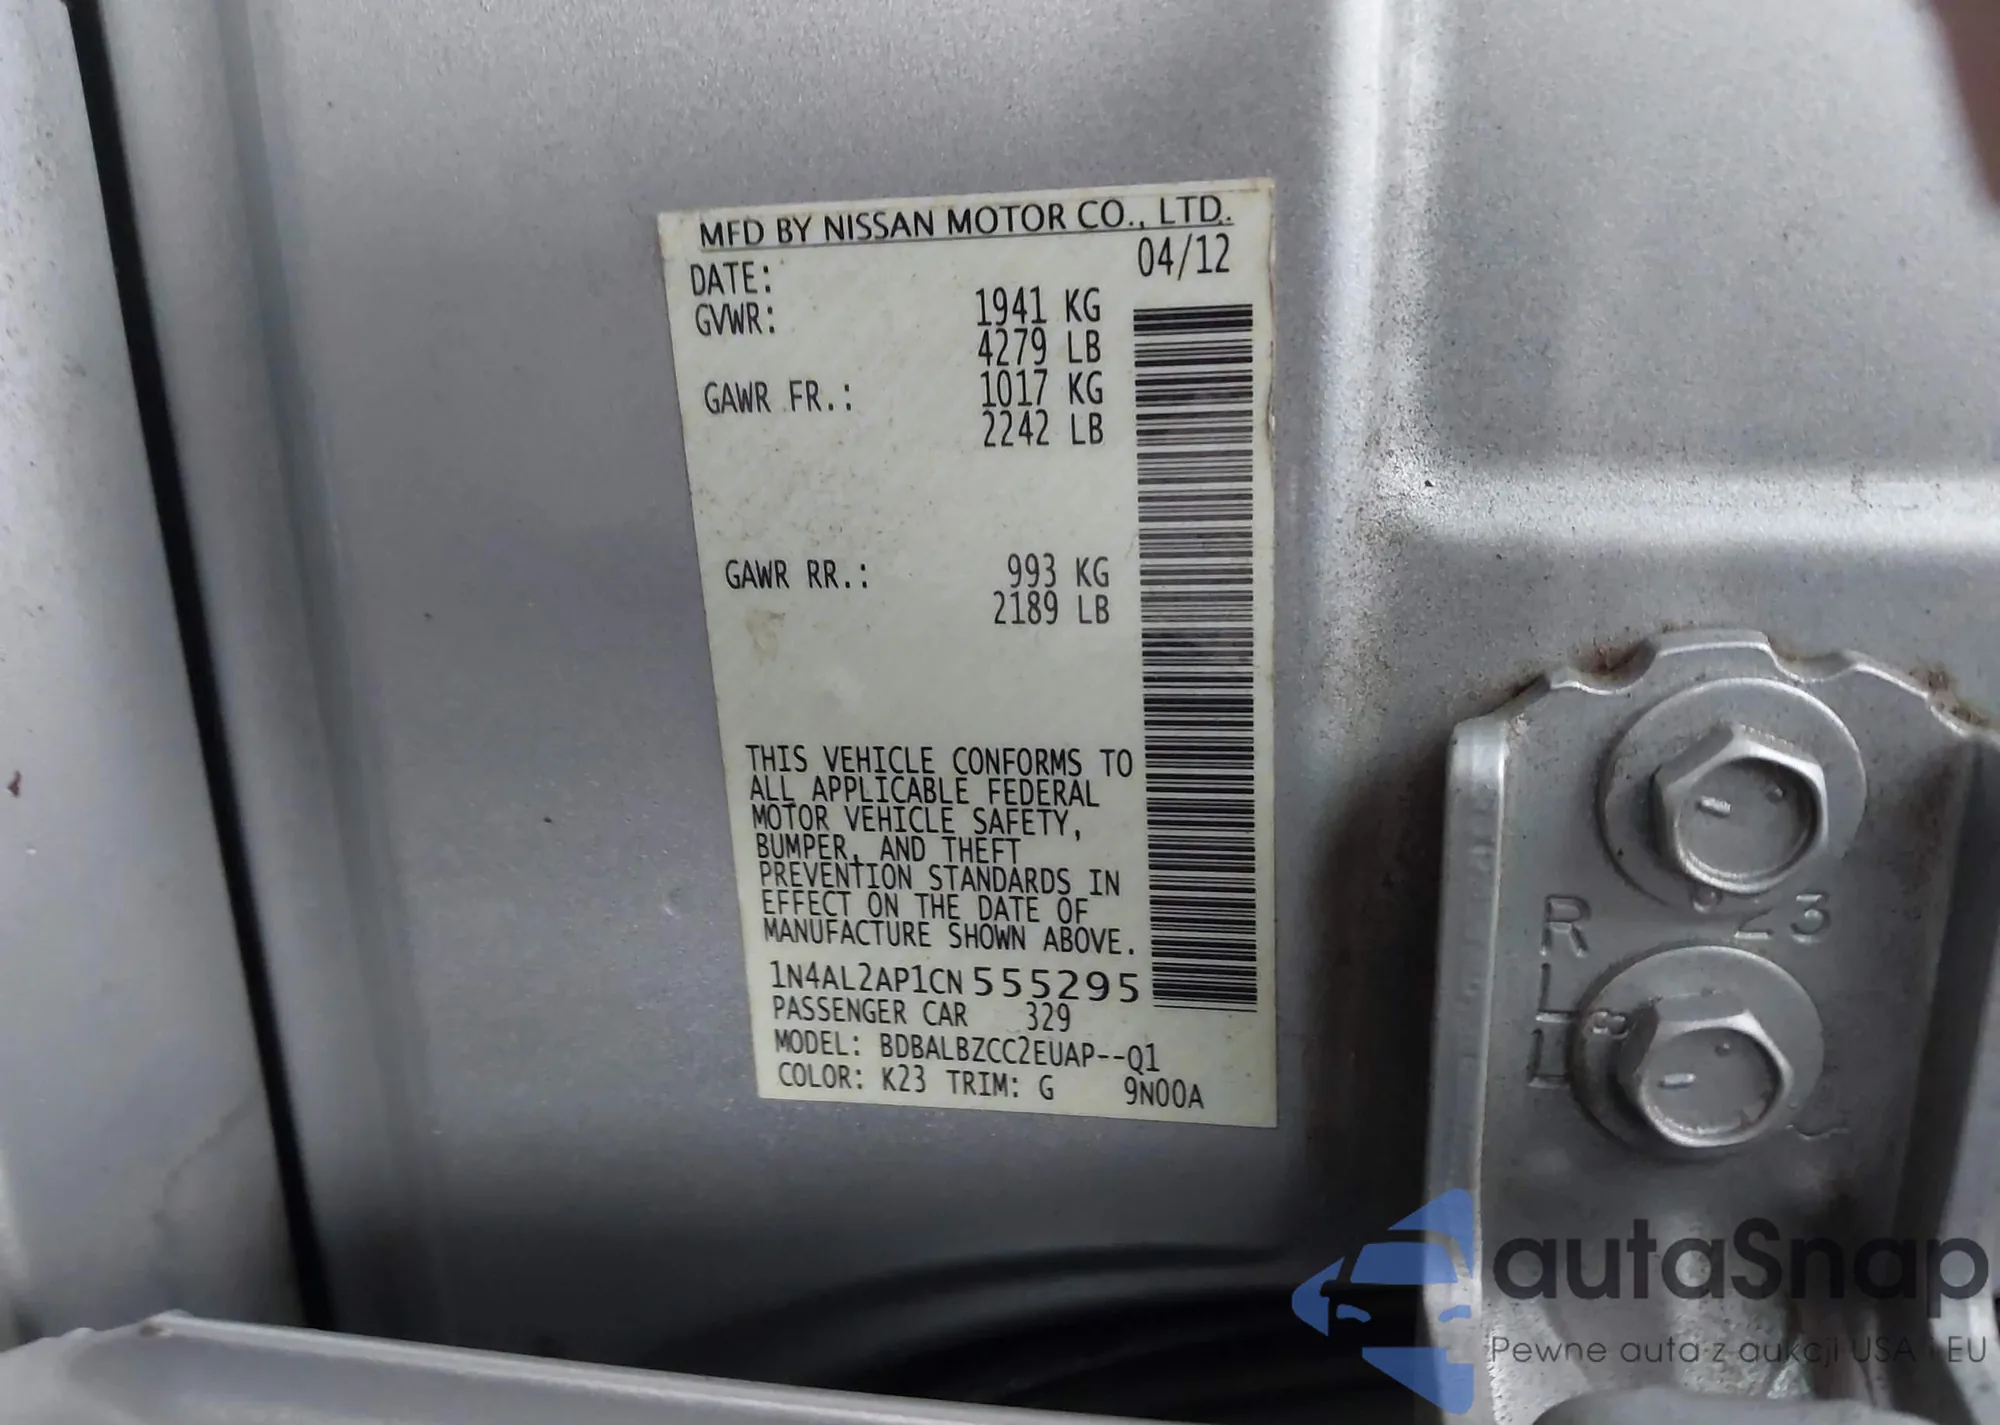 MFD BY NISSAN MOTOR CO., LTD.
DATE: 04/12
GVWR: 1941 KG
4279 LB
GAWR FR.: 1017 KG
2242 LB
GAWR RR.: 993 KG
2189 LB
THIS VEHICLE CONFORMS TO
ALL APPLICABLE FEDERAL
MOTOR VEHICLE SAFETY,
BUMPER, AND THEFT
PREVENTION STANDARDS IN
EFFECT ON THE DATE OF
MANUFACTURE SHOWN ABOVE.
1N4AL2AP1CN555295
PASSENGER CAR 329
MODEL: BDBALBZCC2EUAP--Q1
COLOR: K23 TRIM: G 9N00A
R
L
autaSnap
Pewne auta z aukcji USA i EU